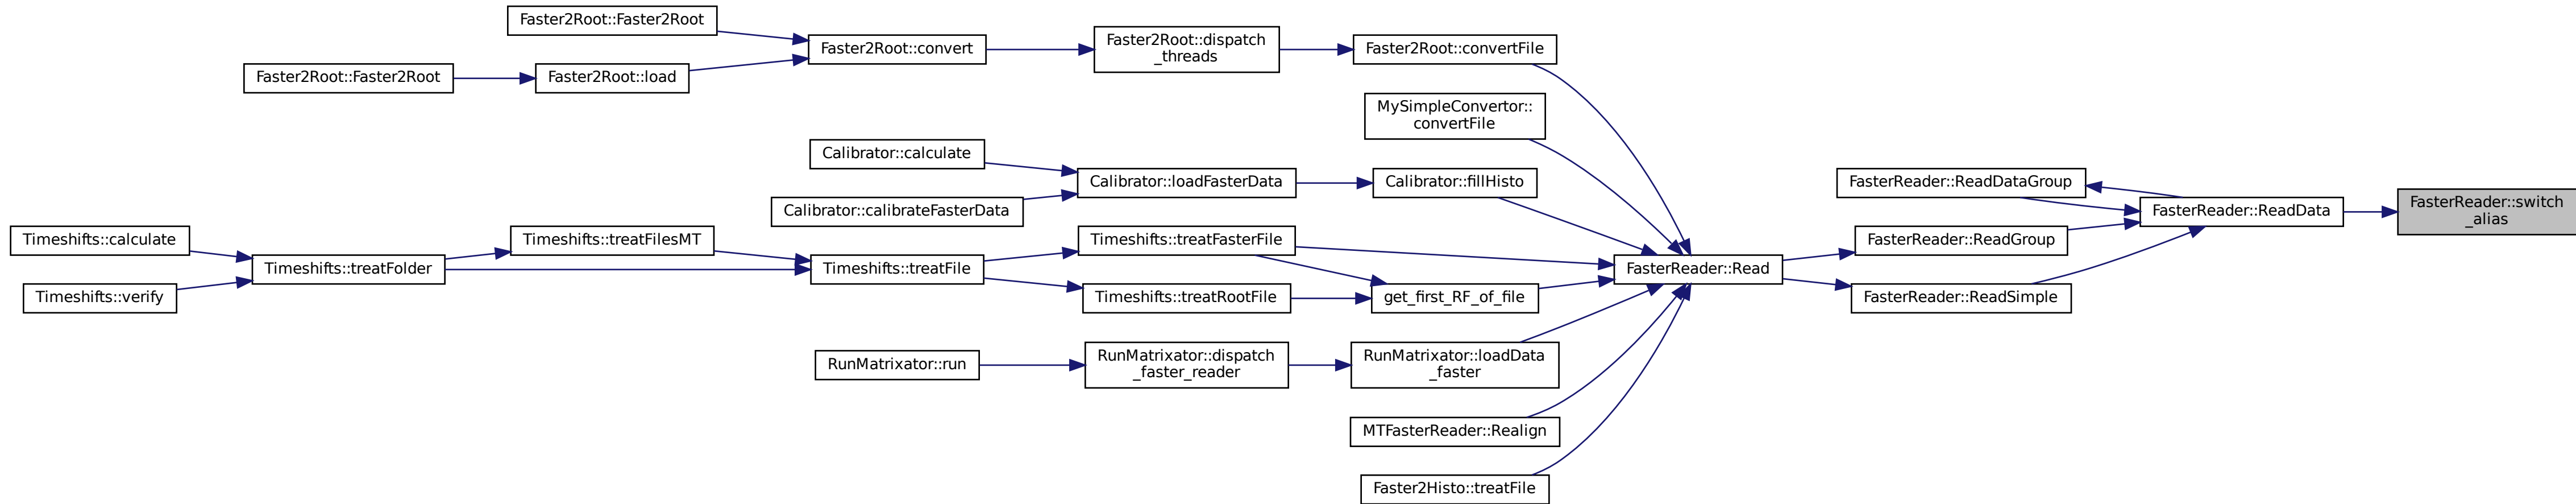 Faster2Root::Faster2Root
Faster2Root::convert
Faster2Root::dispatch
_threads
Faster2Root::convertFile
Faster2Root::Faster2Root
Faster2Root::load
MySimpleConvertor::
convertFile
Calibrator::calculate
Calibrator::loadFasterData
Calibrator::fillHisto
Calibrator::calibrateFasterData
FasterReader::ReadDataGroup
FasterReader::ReadData
FasterReader::switch
_alias
Timeshifts::calculate
Timeshifts::treatFilesMT
Timeshifts::treatFasterFile
FasterReader::ReadGroup
Timeshifts::treatFolder
Timeshifts::treatFile
FasterReader::Read
Timeshifts::verify
Timeshifts::treatRootFile
get_first_RF_of_file
FasterReader::ReadSimple
RunMatrixator::run
RunMatrixator::dispatch
_faster_reader
RunMatrixator::loadData
_faster
MTFasterReader::Realign
Faster2Histo::treatFile